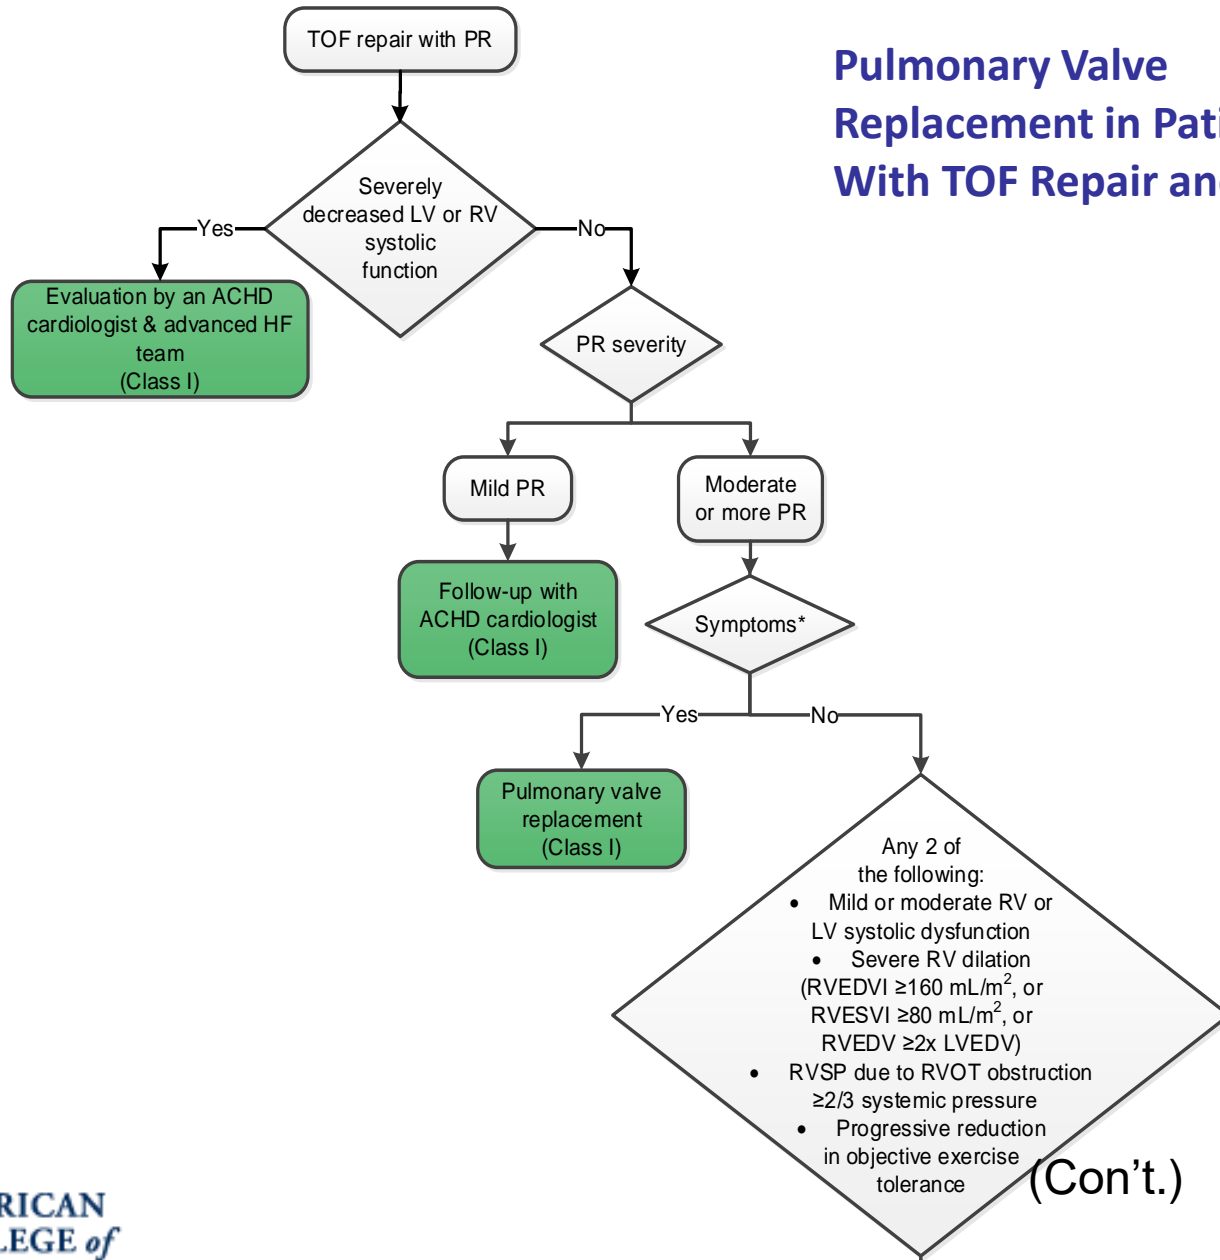 TOF repair with PR
Pulmonary Valve
Replacement in
With TOF Repair
Severely
decreased LV or RV
systolic
function
Yes
No
Evaluation by an ACHD
cardiologist & advanced HF
team
(Class I)
PR severity
Mild PR
Moderate
or more PR
Follow-up with
ACHD cardiologist
(Class I)
Symptoms*
Yes
No
Pulmonary valve
replacement
(Class I)
Any 2 of
the following:
• Mild or moderate RV or
LV systolic dysfunction
• Severe RV dilation
(RVEDVI ≥160 mL/m², or
RVESVI ≥80 mL/m², or
RVEDV ≥2x LVEDV)
• RVSP due to RVOT obstruction
≥2/3 systemic pressure
• Progressive reduction
in objective exercise
tolerance
(Con’t.)
RICAN
LEGE of